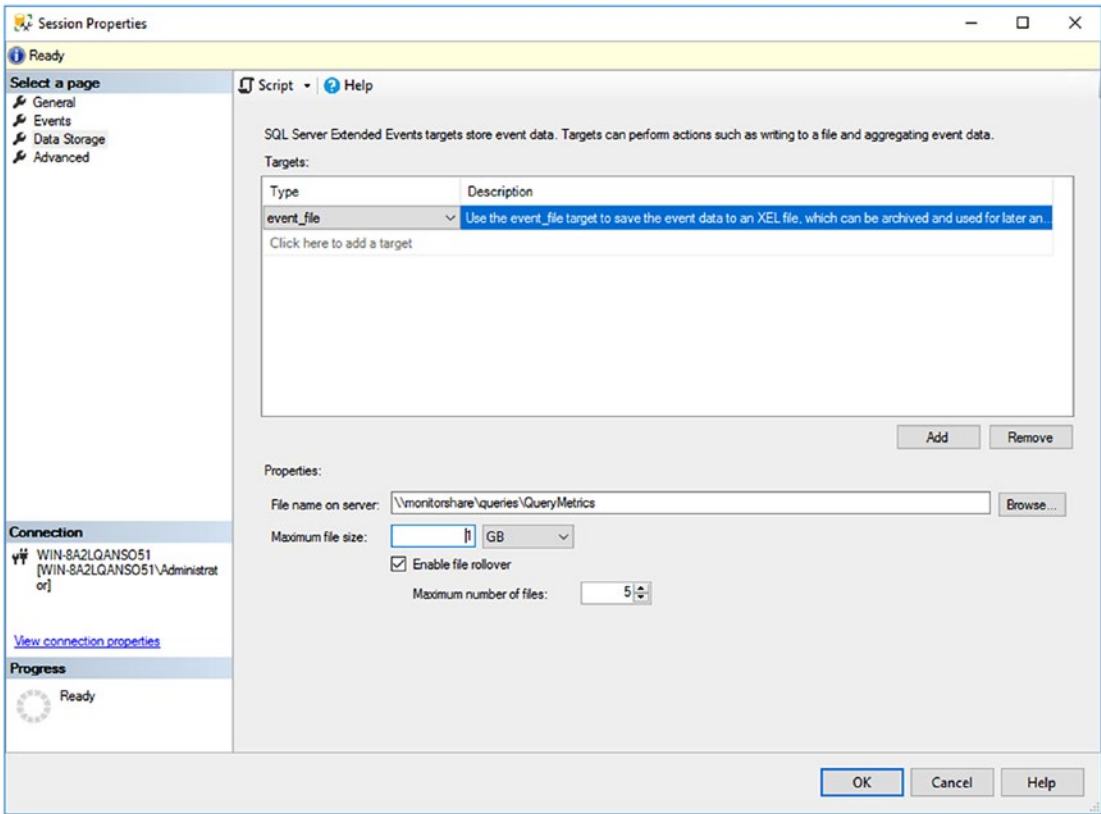 Session Properties
Ready
Select a page
General
Events
Data Storage
Advanced
Script
Help
SQL Server Extended Events targets store event data. Targets can perform actions such as writing to a file and aggregating event data.
Targets:
Type Description
event_file Use the event_file target to save the event data to an XEL file, which can be archived and used for later an...
Click here to add a target
Add Remove
Properties:
File name on server: \\monitorshare\queries\QueryMetrics Browse...
Maximum file size: 1 GB
Enable file rollover
Maximum number of files: 5
Connection
WIN-8A2LQANSO51
[WIN-8A2LQANSO51\Administrat
or]
View connection properties
Progress
Ready
OK Cancel Help